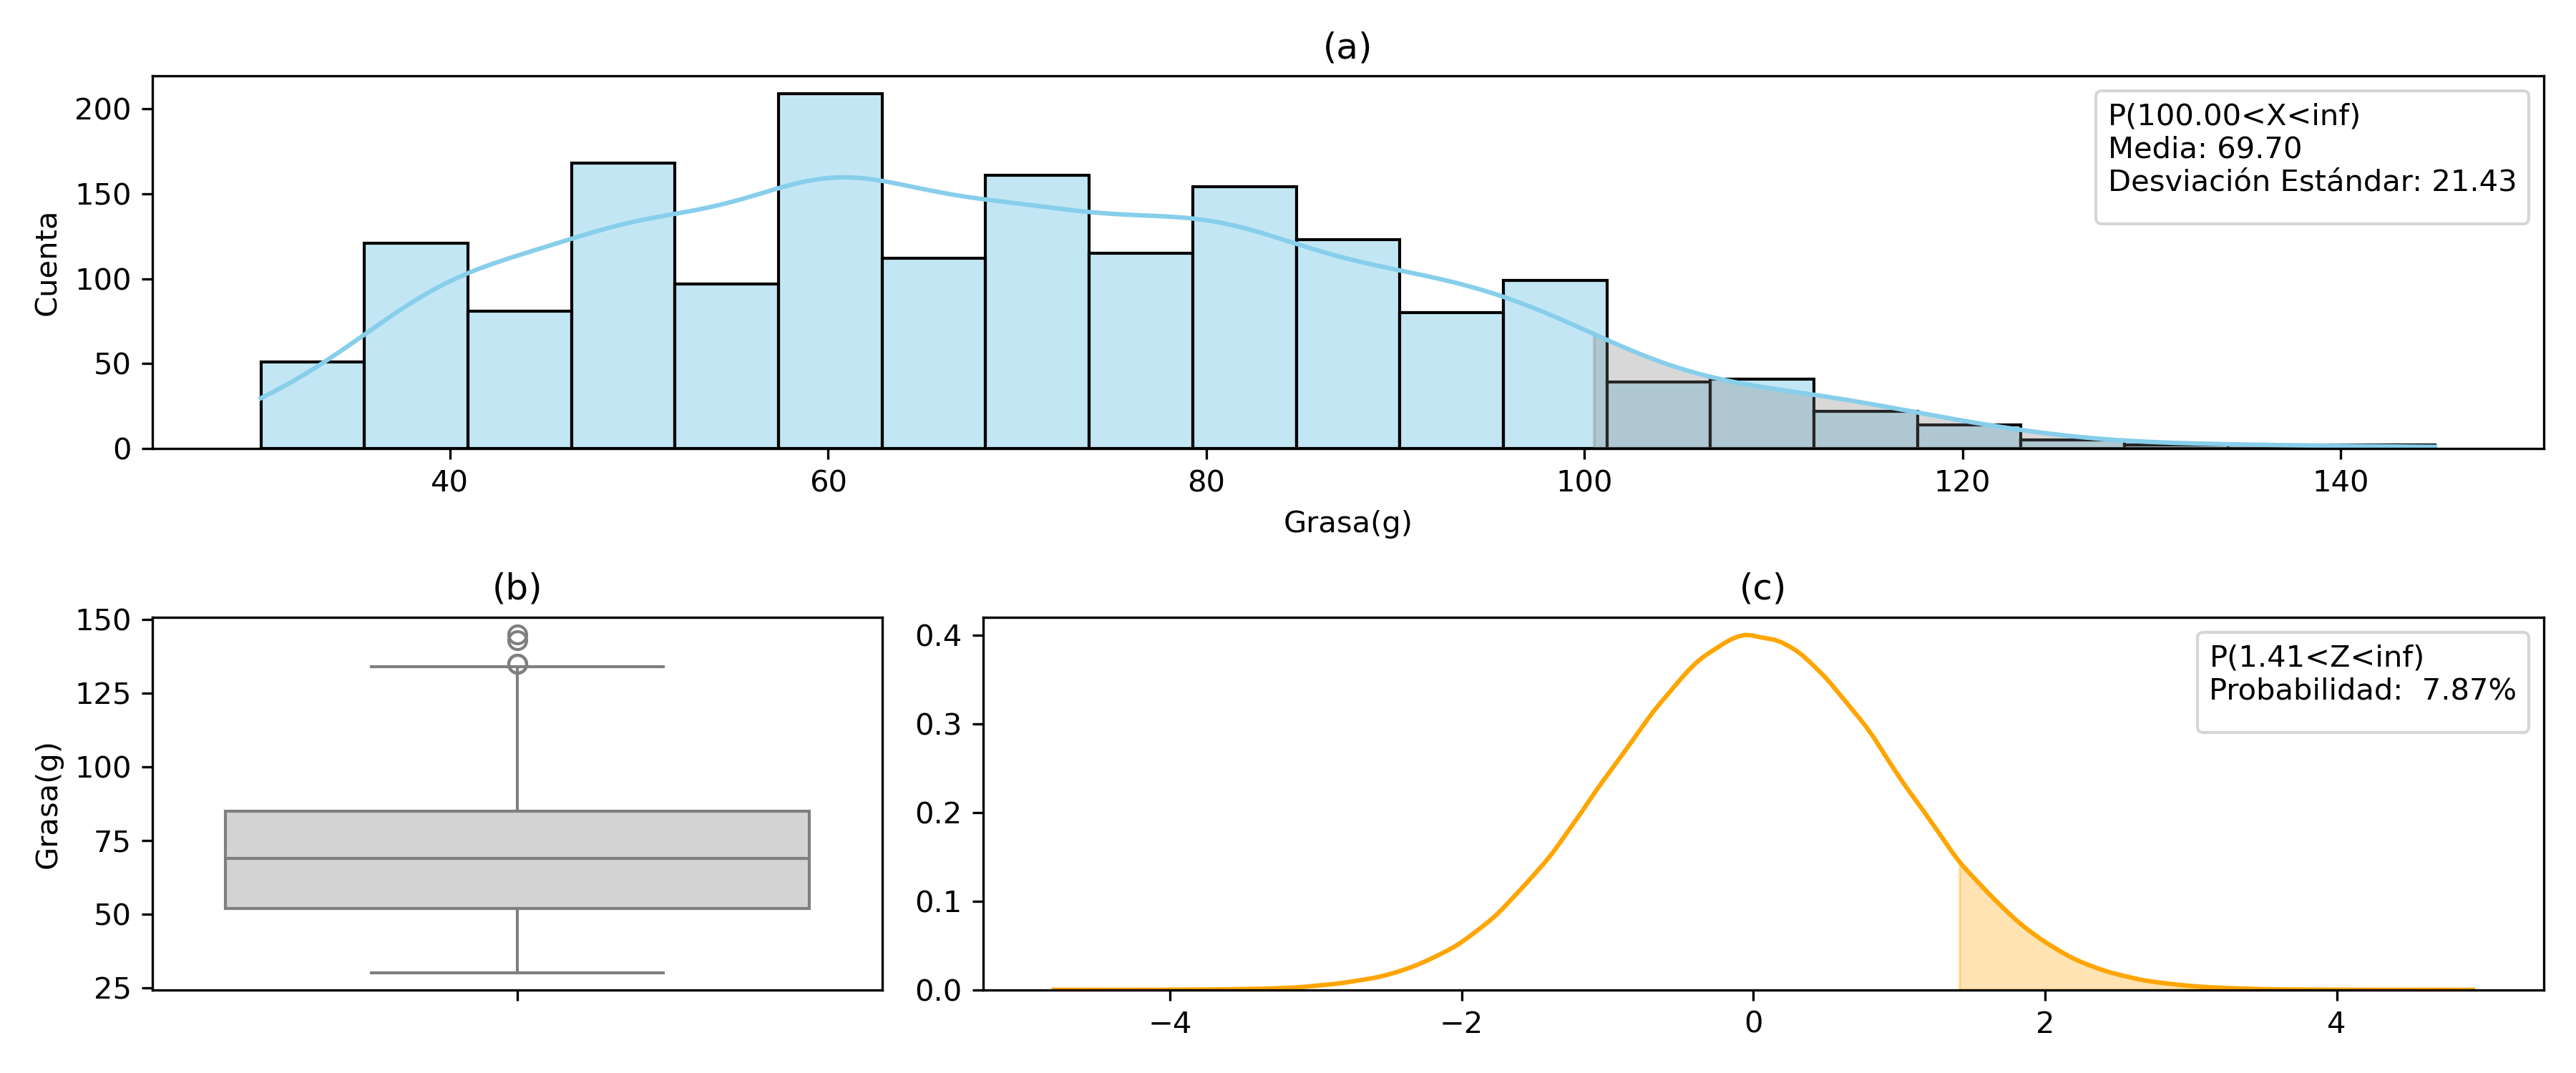 (a)
200
150
100
50
0
Cuenta
P(100.00<X<inf)
Media: 69.70
Desviación Estándar: 21.43
40 60 80 100 120 140
Grasa(g)
(b)
150
125
100
75
50
25
Grasa(g)
(c)
0.4
0.3
0.2
0.1
0.0
P(1.41<Z<inf)
Probabilidad: 7.87%
−4 −2 0 2 4